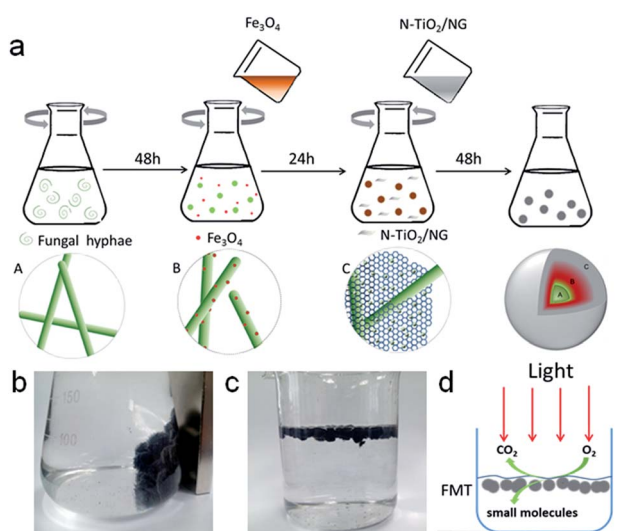 a
Fe₃O₄
N-TiO₂/NG
48h
24h
48h
Fungal hyphae
Fe₃O₄
N-TiO₂/NG
A
B
C
A
B
C
b
150
100
c
d
Light
CO₂
O₂
FMT
small molecules